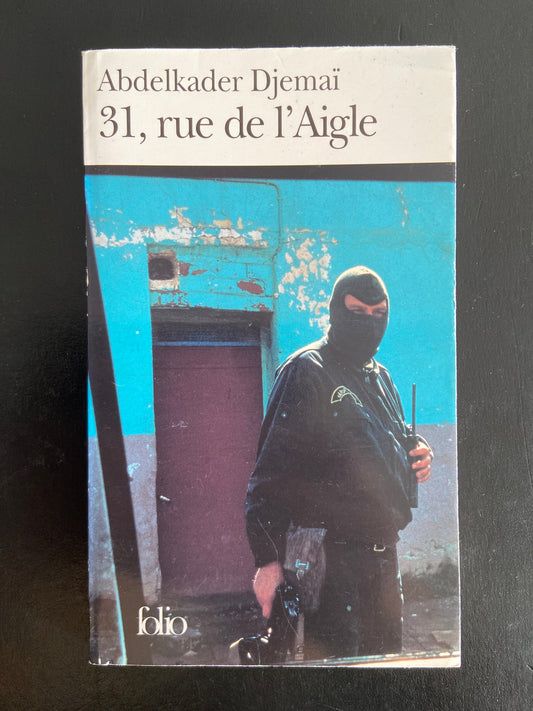 Abdelkader Djemaï
31, rue de l'Aigle
folio